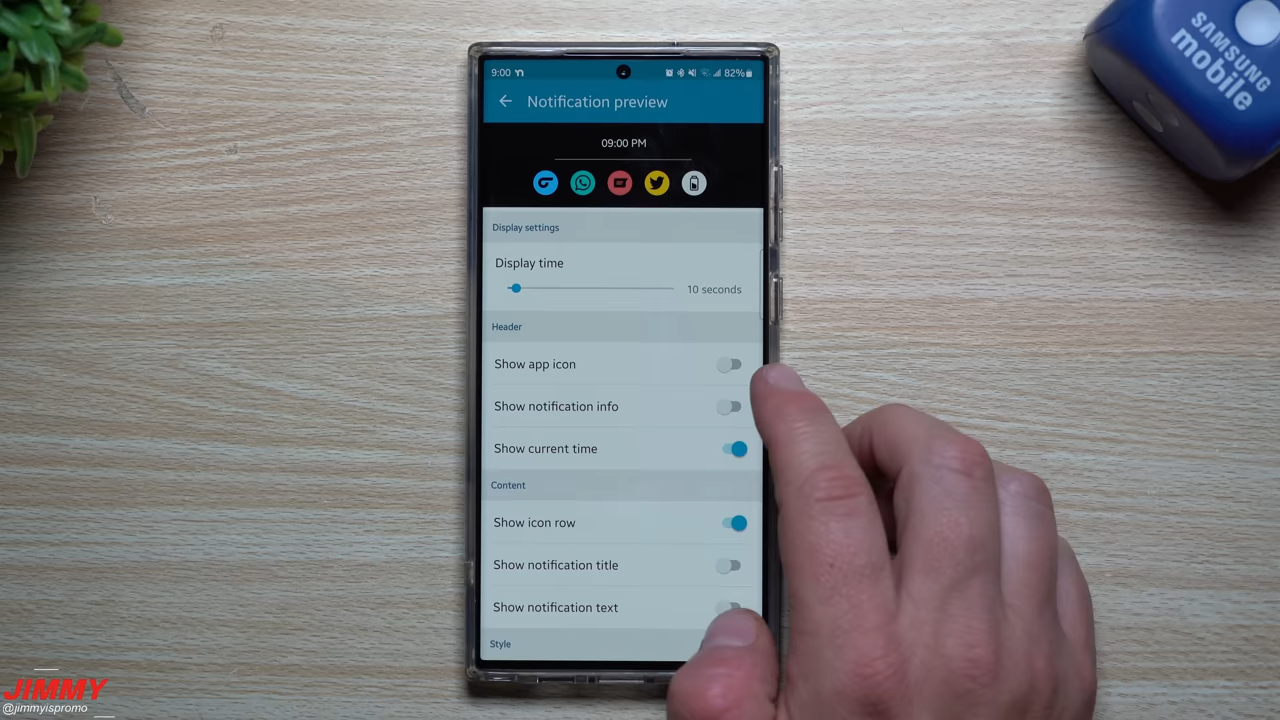 9:00
82%
Notification preview
09:00 PM
Display settings
Display time
10 seconds
Header
Show app icon
Show notification info
Show current time
Content
Show icon row
Show notification title
Show notification text
Style
SAMSUNG
mobile
JIMMY
@jimmyispromo